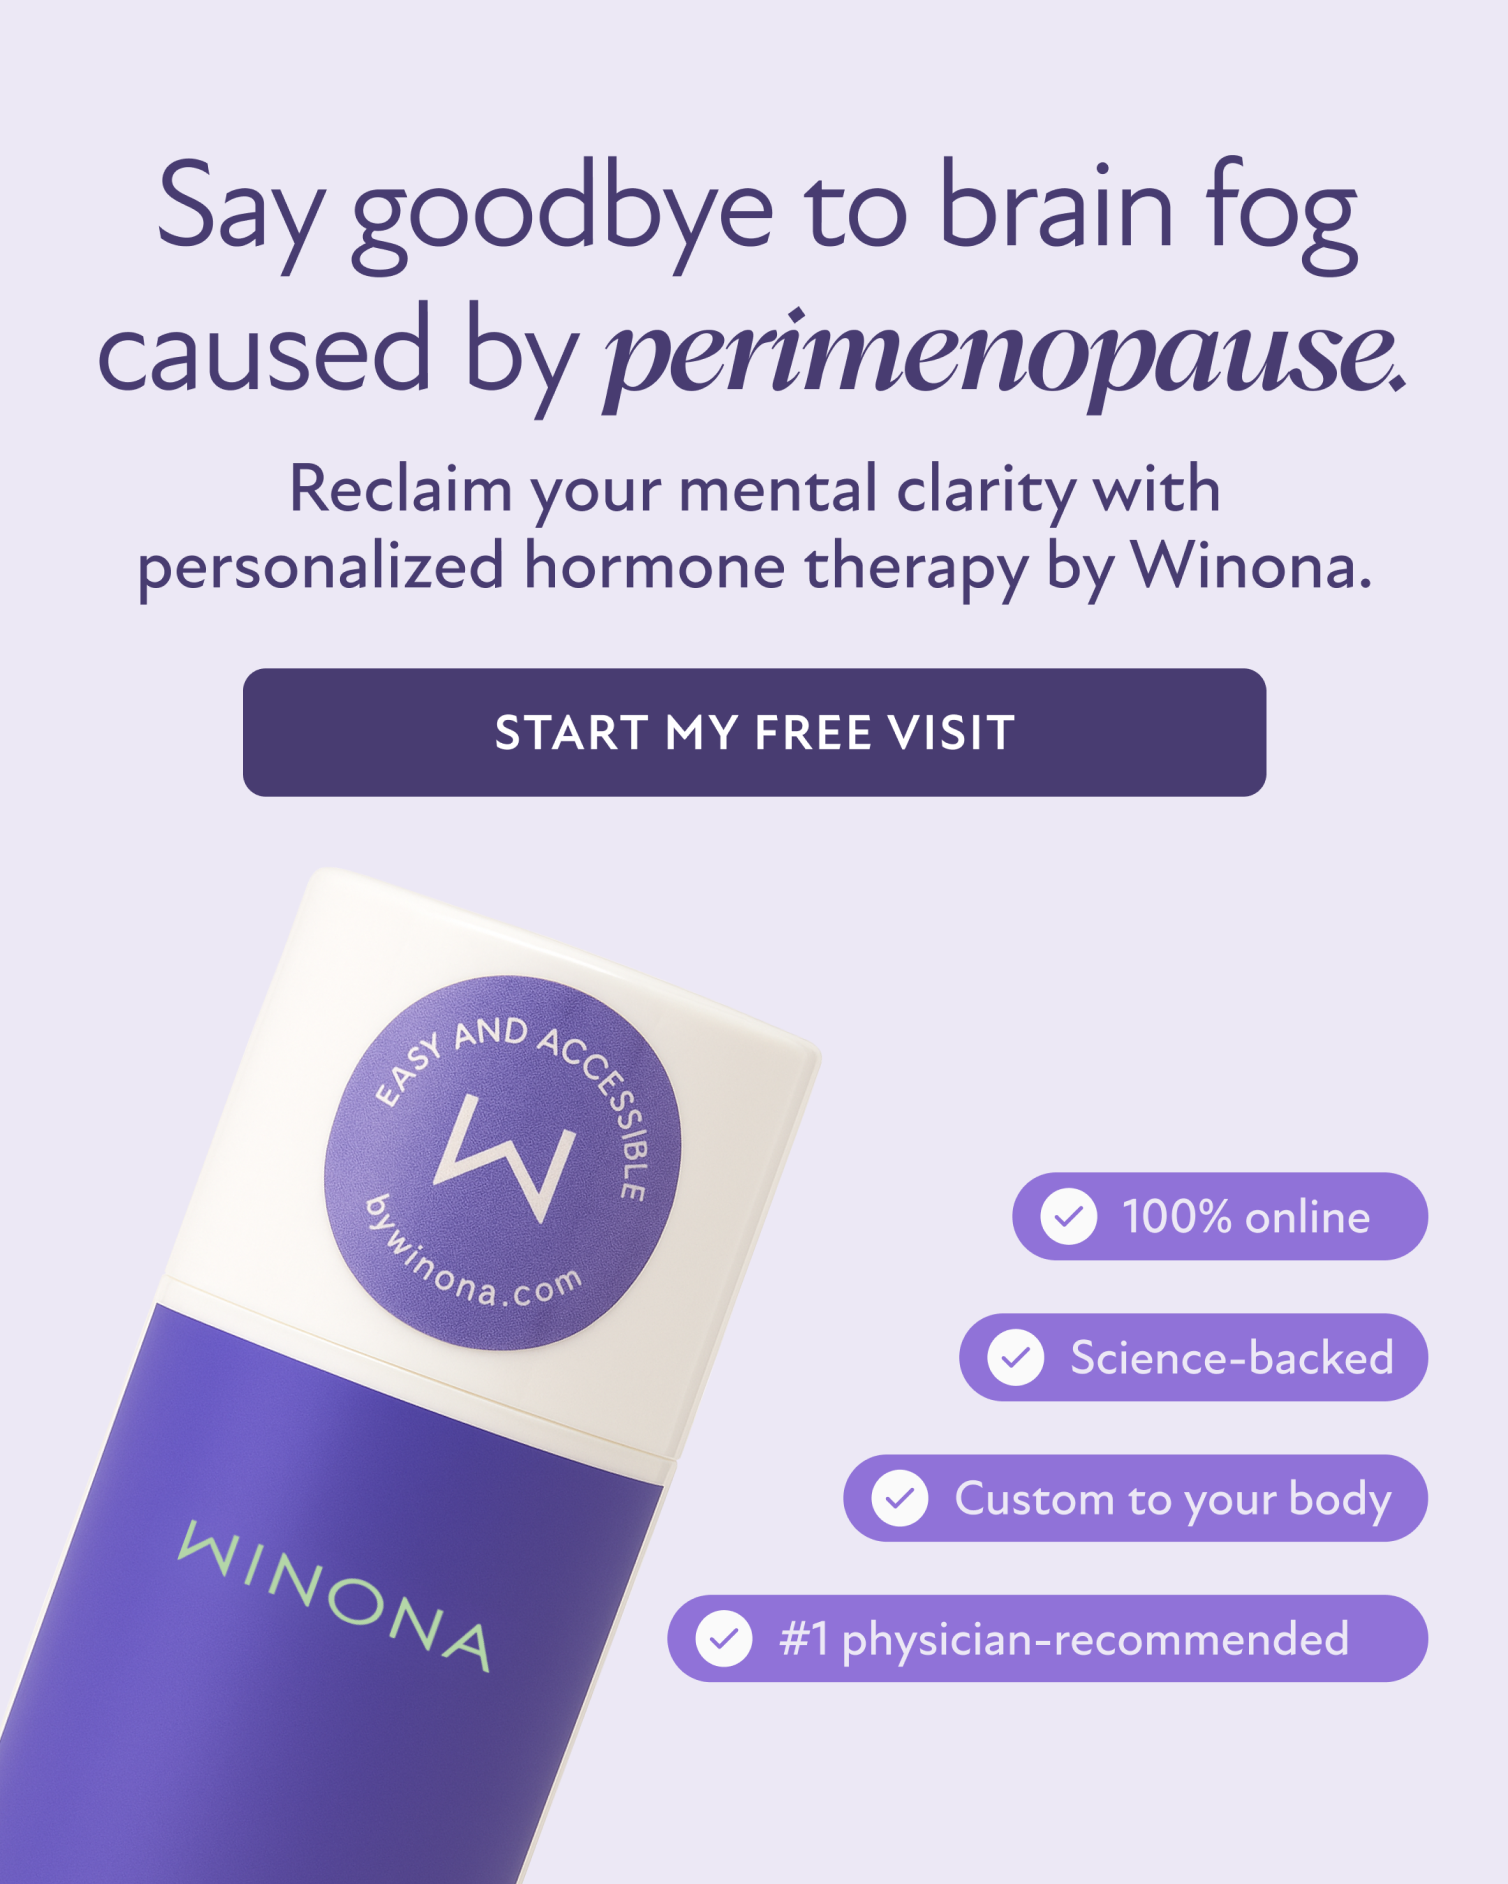 Say goodbye to brain fog
caused by perimenopause.
Reclaim your mental clarity with
personalized hormone therapy by Winona.
START MY FREE VISIT
EASY AND ACCESSIBLE
W
bywinona.com
WINONA
100% online
Science-backed
Custom to your body
#1 physician-recommended